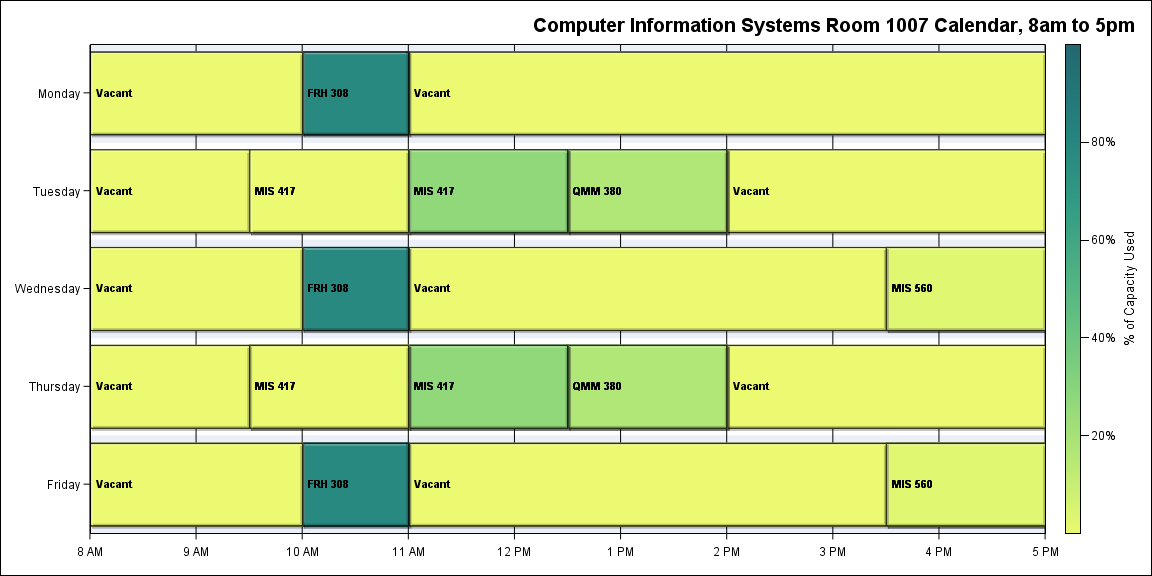 Computer Information Systems Room 1007 Calendar, 8am to 5pm
Monday
Vacant
FRH 308
Vacant
Tuesday
Vacant
MIS 417
MIS 417
QMM 380
Vacant
Wednesday
Vacant
FRH 308
Vacant
MIS 560
Thursday
Vacant
MIS 417
MIS 417
QMM 380
Vacant
Friday
Vacant
FRH 308
Vacant
MIS 560
8 AM
9 AM
10 AM
11 AM
12 PM
1 PM
2 PM
3 PM
4 PM
5 PM
80%
60%
40%
20%
% of Capacity Used